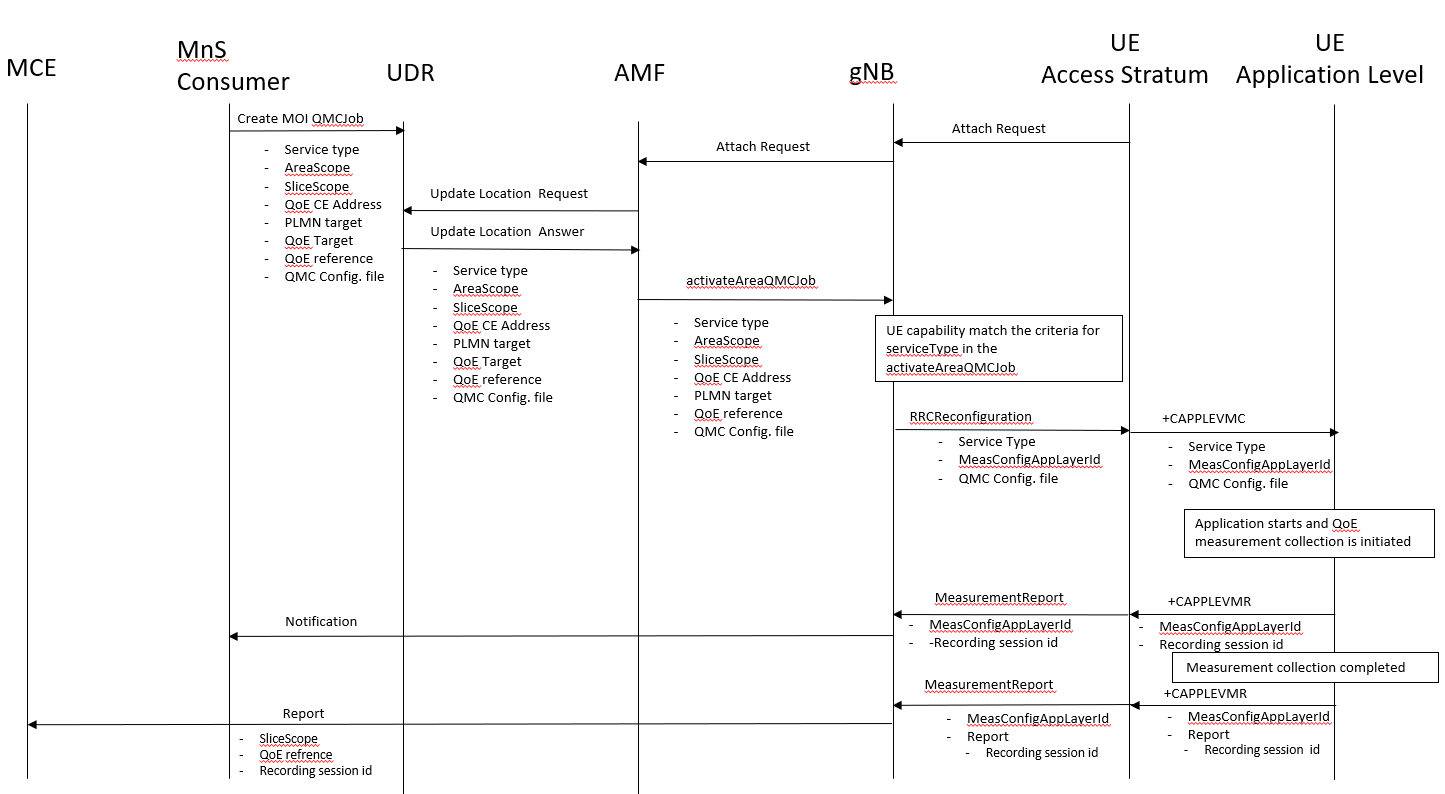 MCE
MnS
Consumer
UDR
AMF
gNB
UE
Access Stratum
UE
Application Level
Create MOI QMCJob
- Service type
- AreaScope
- SliceScope
- QoE CE Address
- PLMN target
- QoE Target
- QoE reference
- QMC Config. file
Attach Request
Attach Request
Update Location Request
Update Location Answer
- Service type
- AreaScope
- SliceScope
- QoE CE Address
- PLMN target
- QoE Target
- QoE reference
- QMC Config. file
activateAreaQMCJob
- Service type
- AreaScope
- SliceScope
- QoE CE Address
- PLMN target
- QoE reference
- QMC Config. file
UE capability match the criteria for
serviceType in the
activateAreaQMCJob
RRCReconfiguration
- Service Type
- MeasConfigAppLayerId
- QMC Config. file
+CAPPLEVMC
- Service Type
- MeasConfigAppLayerId
- QMC Config. file
Application starts and QoE
measurement collection is initiated
+CAPPLEVMR
- MeasConfigAppLayerId
- Recording session id
MeasurementReport
- MeasConfigAppLayerId
- -Recording session id
Notification
Measurement collection completed
+CAPPLEVMR
- MeasConfigAppLayerId
- Report
- Recording session id
MeasurementReport
- MeasConfigAppLayerId
- Report
- Recording session id
Report
- SliceScope
- QoE refrence
- Recording session id